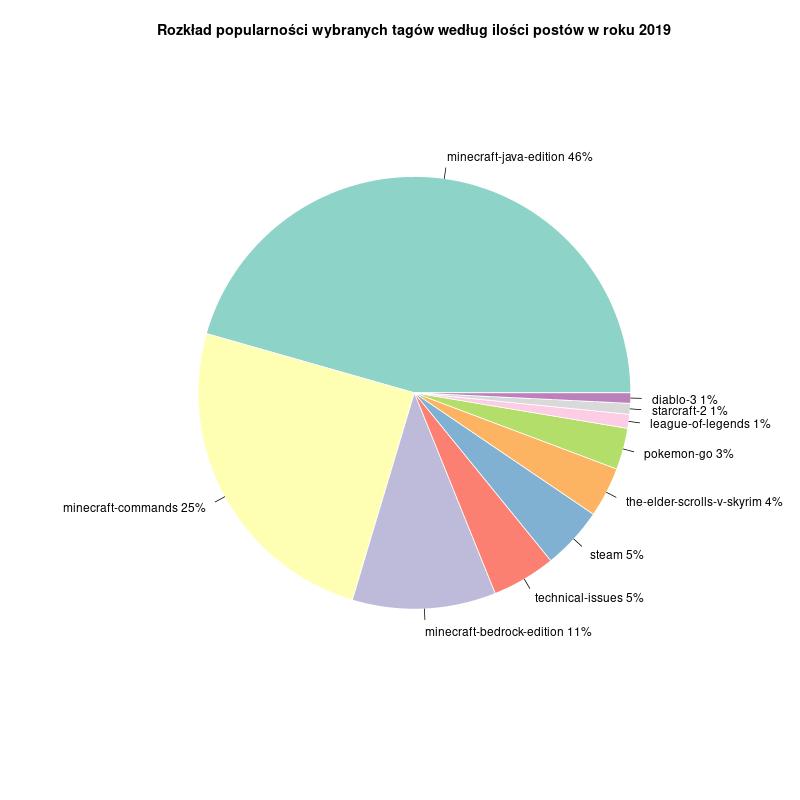 Rozkład popularności wybranych tagów według ilości postów w roku 2019
minecraft-java-edition 46%
diablo-3 1%
starcraft-2 1%
league-of-legends 1%
pokemon-go 3%
the-elder-scrolls-v-skyrim 4%
minecraft-commands 25%
steam 5%
technical-issues 5%
minecraft-bedrock-edition 11%